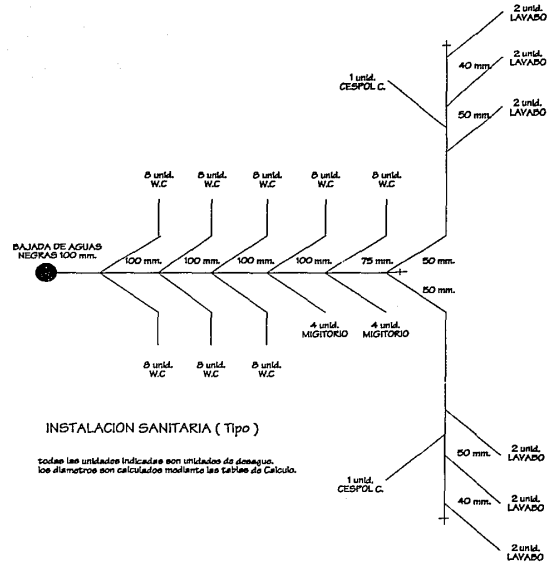 2 unid.
LAVABO
40 mm.
2 unid.
LAVABO
1 unid.
CESPOL C.
50 mm.
2 unid.
LAVABO
8 unid.
W.C
8 unid.
W.C
8 unid.
W.C
8 unid.
W.C
8 unid.
W.C
BAJADA DE AGUAS
NEGRAS 100 mm.
100 mm.
100 mm.
100 mm.
100 mm.
75 mm.
50 mm.
50 mm.
4 unid.
MIGITORIO
4 unid.
MIGITORIO
8 unid.
W.C
8 unid.
W.C
8 unid.
W.C
INSTALACION SANITARIA ( Tipo )
todas las unidades indicadas son unidades de desague.
los diametros son calculados mediante las tablas de Calculo.
50 mm.
2 unid.
LAVABO
1 unid.
CESPOL C.
40 mm.
2 unid.
LAVABO
2 unid.
LAVABO